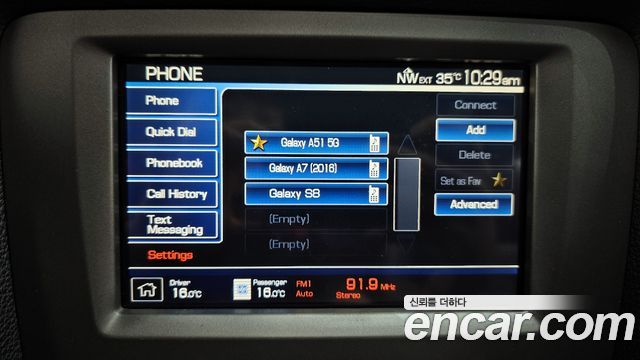 PHONE
NW EXT 35°C 10:29am
Phone
Quick Dial
Phonebook
Call History
Text
Messaging
Settings
Galaxy A51 5G
Galaxy A7 (2016)
Galaxy S8
(Empty)
(Empty)
Connect
Add
Delete
Set as Fav
Advanced
Driver
16.0°C
Passenger
16.0°C
FM1
Auto
91.9 MHz
Stereo
신뢰를 더하다
encar.com